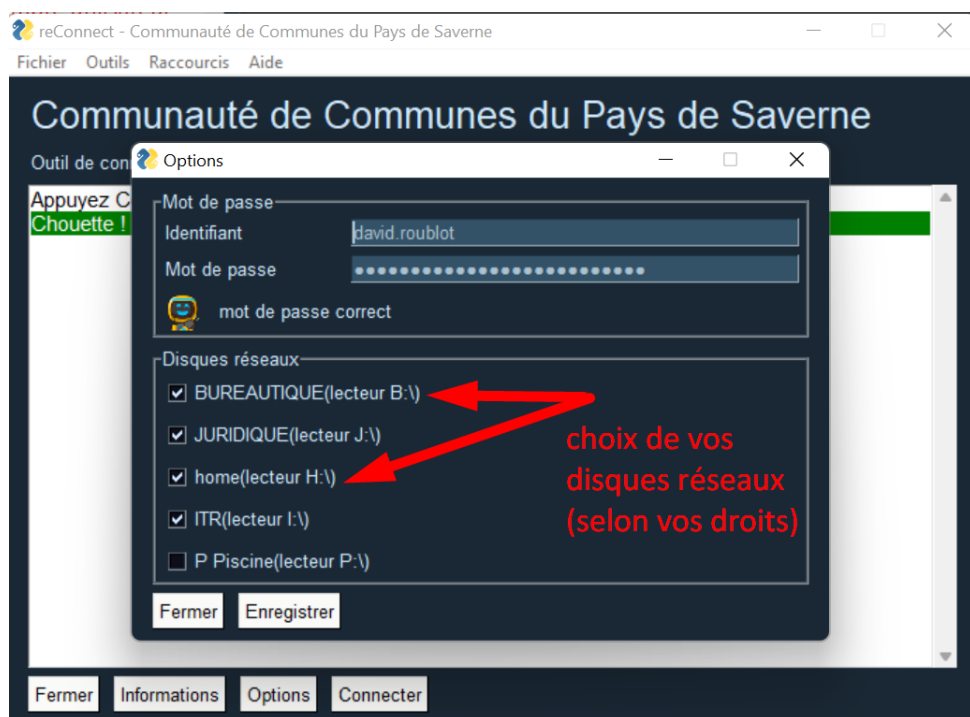 reConnect - Communauté de Communes du Pays de Saverne
Fichier Outils Raccourcis Aide
Communauté de Communes du Pays de Saverne
Outil de con
Options
Appuyez C
Chouette !
Mot de passe
Identifiant david.roublot
Mot de passe
mot de passe correct
Disques réseaux
BUREAUTIQUE(lecteur B:\)
JURIDIQUE(lecteur J:\)
home(lecteur H:\)
ITR(lecteur I:\)
P Piscine(lecteur P:\)
choix de vos
disques réseaux
(selon vos droits)
Fermer Enregistrer
Fermer Informations Options Connecter